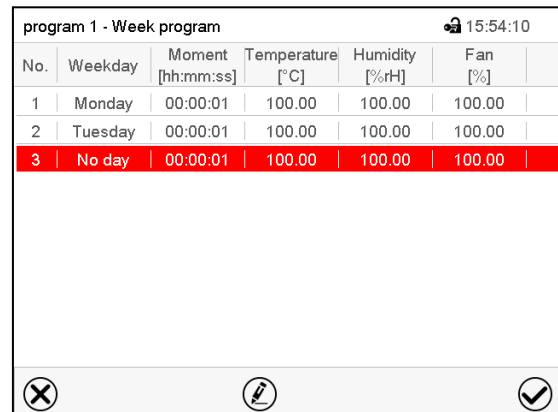 program 1 - Week program 15:54:10
No. Weekday Moment [hh:mm:ss] Temperature [°C] Humidity [%rH] Fan [%]
1 Monday 00:00:01 100.00 100.00 100.00
2 Tuesday 00:00:01 100.00 100.00 100.00
3 No day 00:00:01 100.00 100.00 100.00